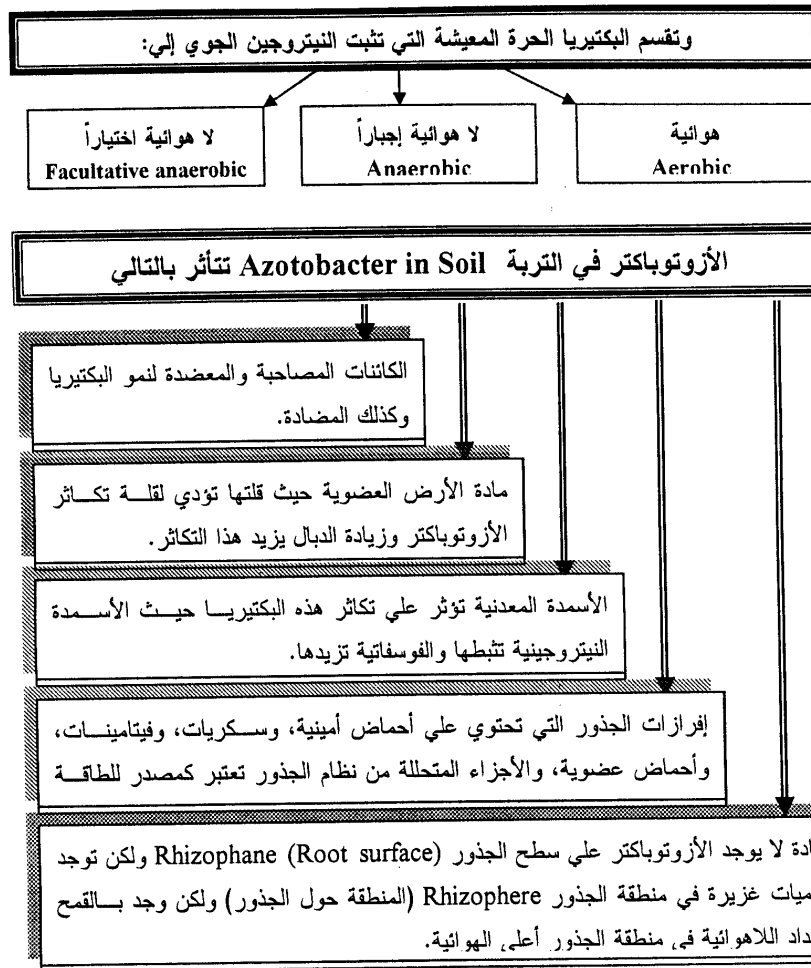 وتقسم البكتيريا الحرة المعيشة التي تثبت النيتروجين الجوي إلي:
هوائية
Aerobic
لا هوائية إجباراً
Anaerobic
لا هوائية اختياراً
Facultative anaerobic
الأزوتوباكتر في التربة Azotobacter in Soil تتأثر بالتالي
الكائنات المصاحبة والمعضدة لنمو البكتيريا
وكذلك المضادة.
مادة الأرض العضوية حيث قلتها تؤدي لقلة تكاثر
الأزوتوباكتر وزيادة الدبال يزيد هذا التكاثر.
الأسمدة المعدنية تؤثر علي تكاثر هذه البكتيريا حيث الأسمدة
النيتروجينية تثبطها والفوسفاتية تزيدها.
إفرازات الجذور التي تحتوي علي أحماض أمينية، وسكريات، وفيتامينات،
وأحماض عضوية، والأجزاء المتحللة من نظام الجذور تعتبر كمصدر للطاقة
لا يوجد الأزوتوباكتر علي سطح الجذور Rhizophane (Root surface) ولكن توجد
غزيرة في منطقة الجذور Rhizophere (المنطقة حول الجذور) ولكن وجد بالقمح
اللاهوائية في منطقة الجذور أعلي الهوائية.